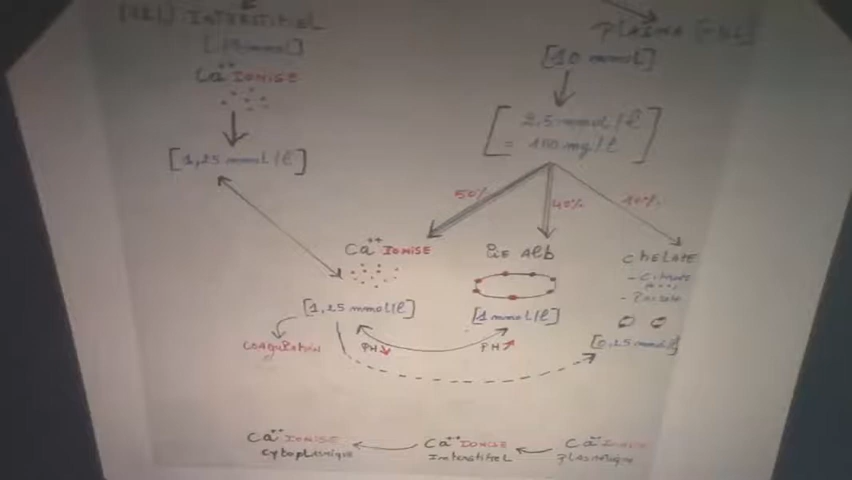 (VEL) INTERSTITIEL
PLASMA
Ca++ IONISE
[10 mmol]
[2,5 mmol/l
= 100 mg/l]
[1,25 mmol/l]
50%
40%
10%
Ca++ IONISE
LiE Alb
CHELATE
- Citrate
[1,25 mmol/l]
[1 mmol/l]
[0,25 mmol/l]
COAGULATION
PH↘
PH↗
Ca++ IONISE
cytoplasmique
Ca++ IONISE
Interstitiel
Ca++ IONISE
plasmatique